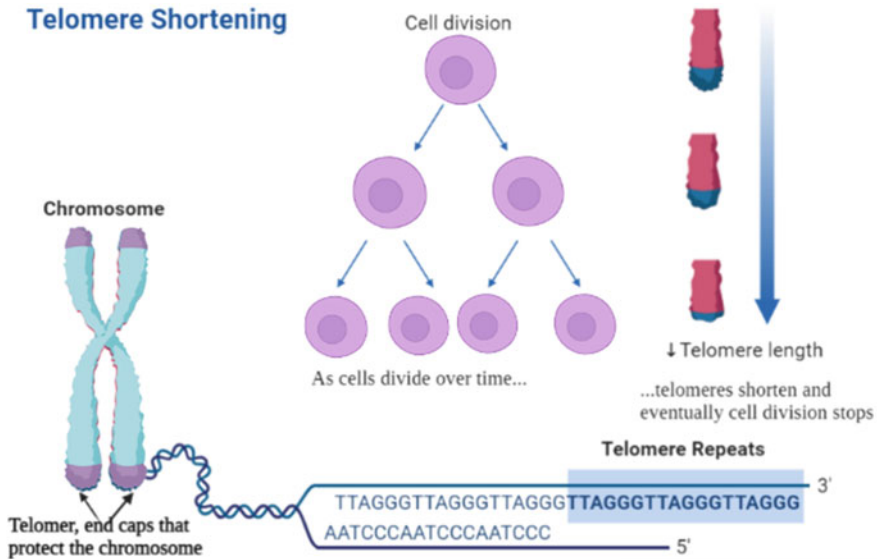 Telomere Shortening
Cell division
Chromosome
As cells divide over time...
↓ Telomere length
...telomeres shorten and
eventually cell division stops
Telomere Repeats
3'
TTAGGGTTAGGGTTAGGGTTAGGGTTAGGGTTAGGG
AATCCCAATCCCAATCCC
5'
Telomer, end caps that
protect the chromosome